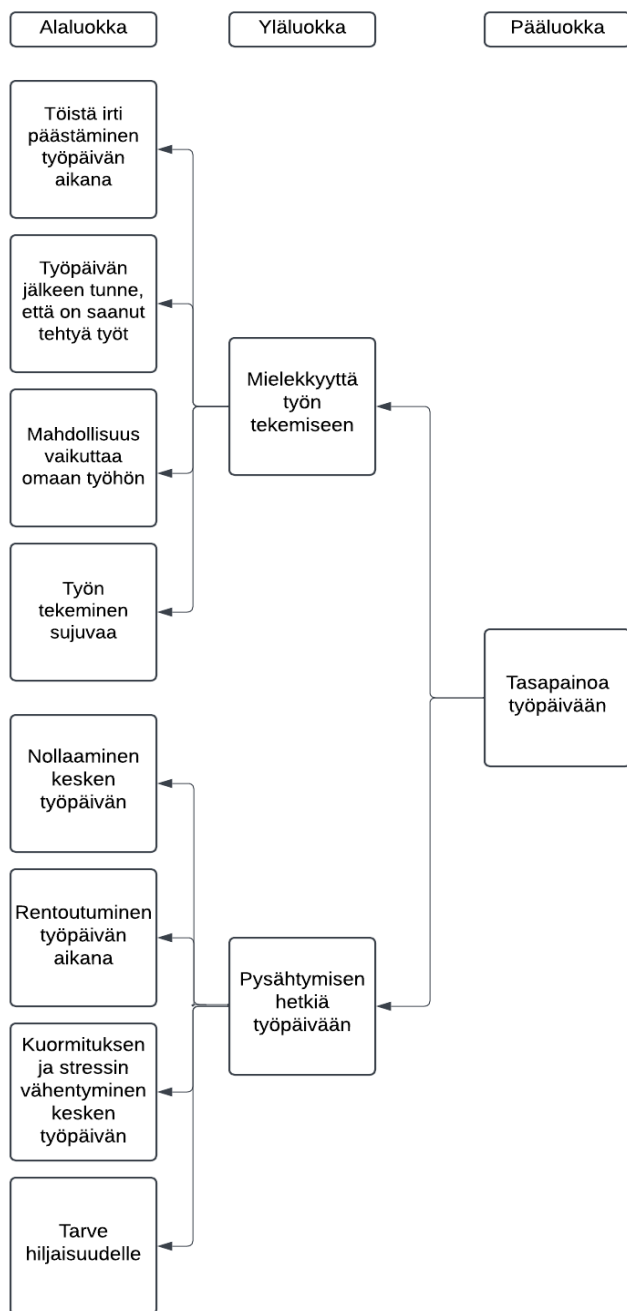 Alaluokka
Yläluokka
Pääluokka
Töistä irti
päästäminen
työpäivän
aikana
Työpäivän
jälkeen tunne,
että on saanut
tehtyä työt
Mahdollisuus
vaikuttaa
omaan työhön
Työn
tekeminen
sujuvaa
Mielekkyyttä
työn
tekemiseen
Nollaaminen
kesken
työpäivän
Rentoutuminen
työpäivän
aikana
Kuormituksen
ja stressin
vähentyminen
kesken
työpäivän
Tarve
hiljaisuudelle
Pysähtymisen
hetkiä
työpäivään
Tasapainoa
työpäivään